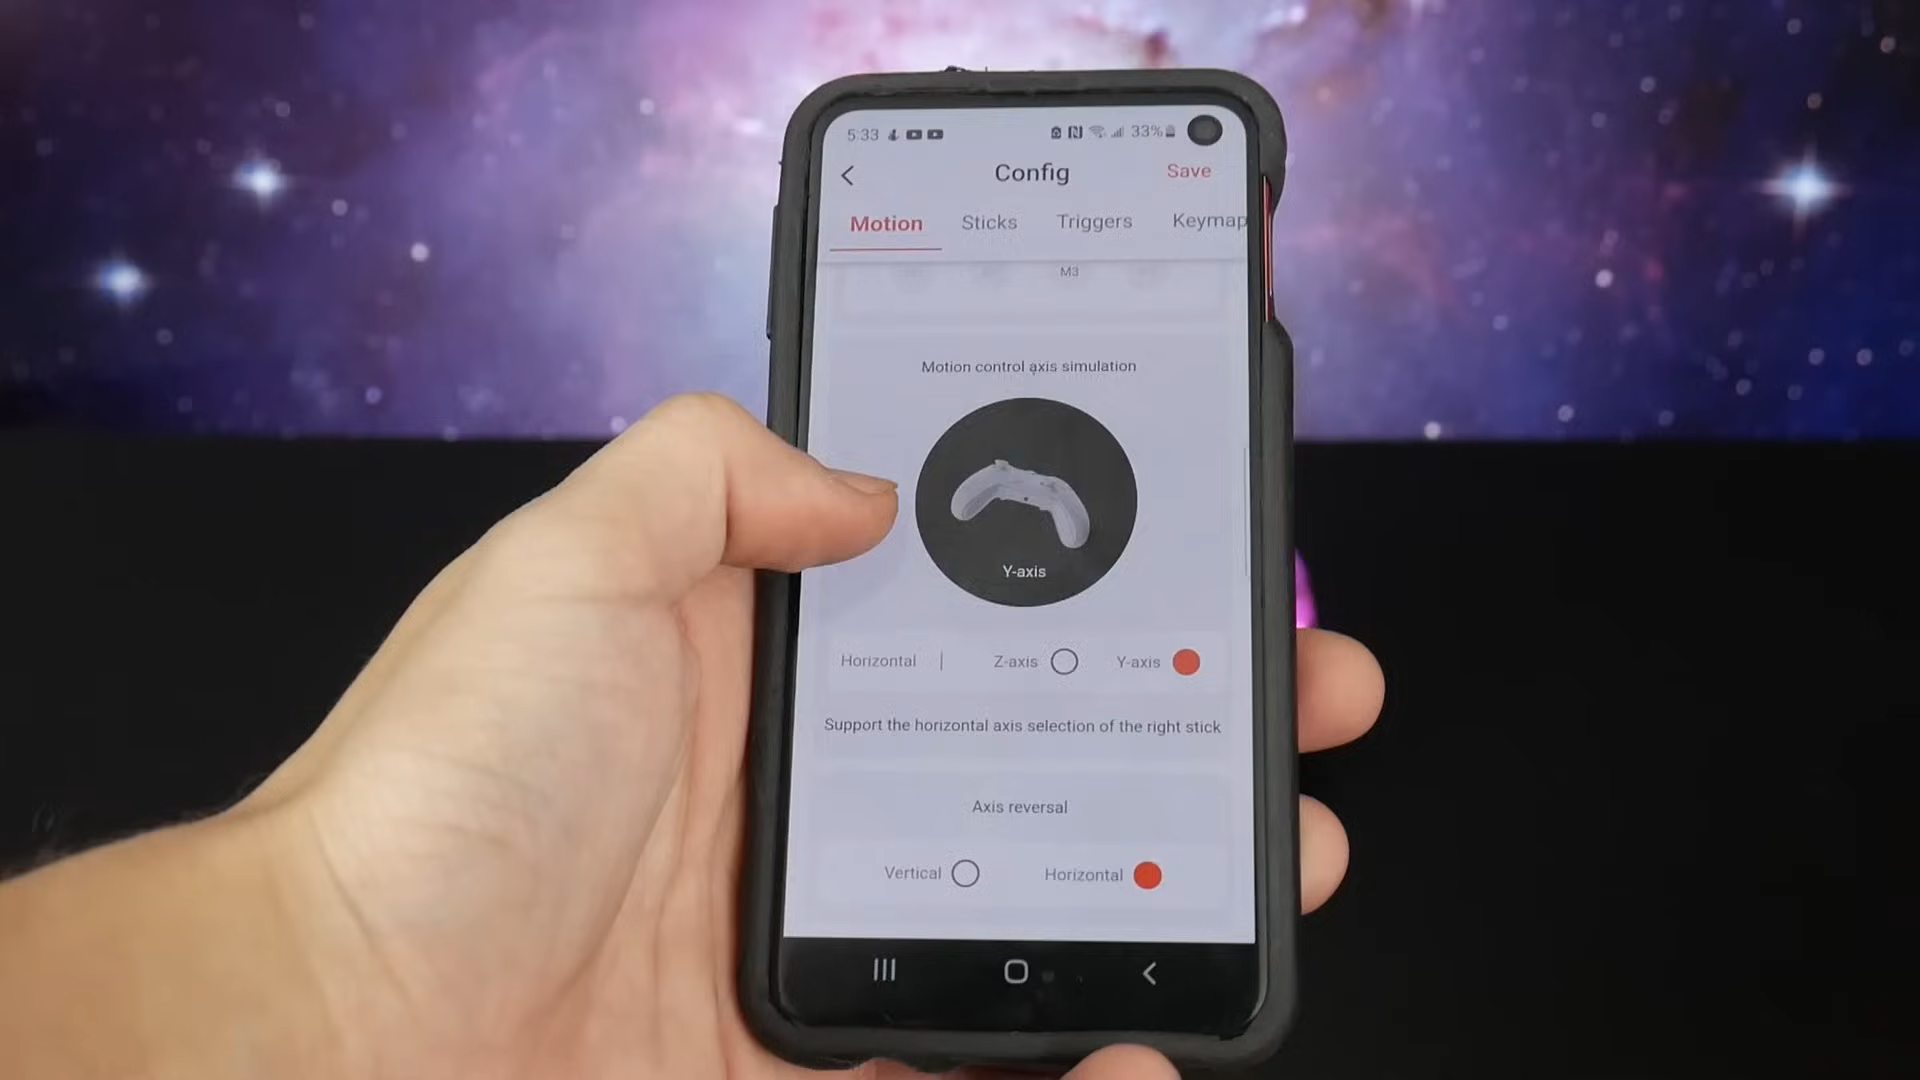 5:33 33%
Config Save
Motion Sticks Triggers Keymap
M3
Motion control axis simulation
Y-axis
Horizontal | Z-axis Y-axis
Support the horizontal axis selection of the right stick
Axis reversal
Vertical Horizontal